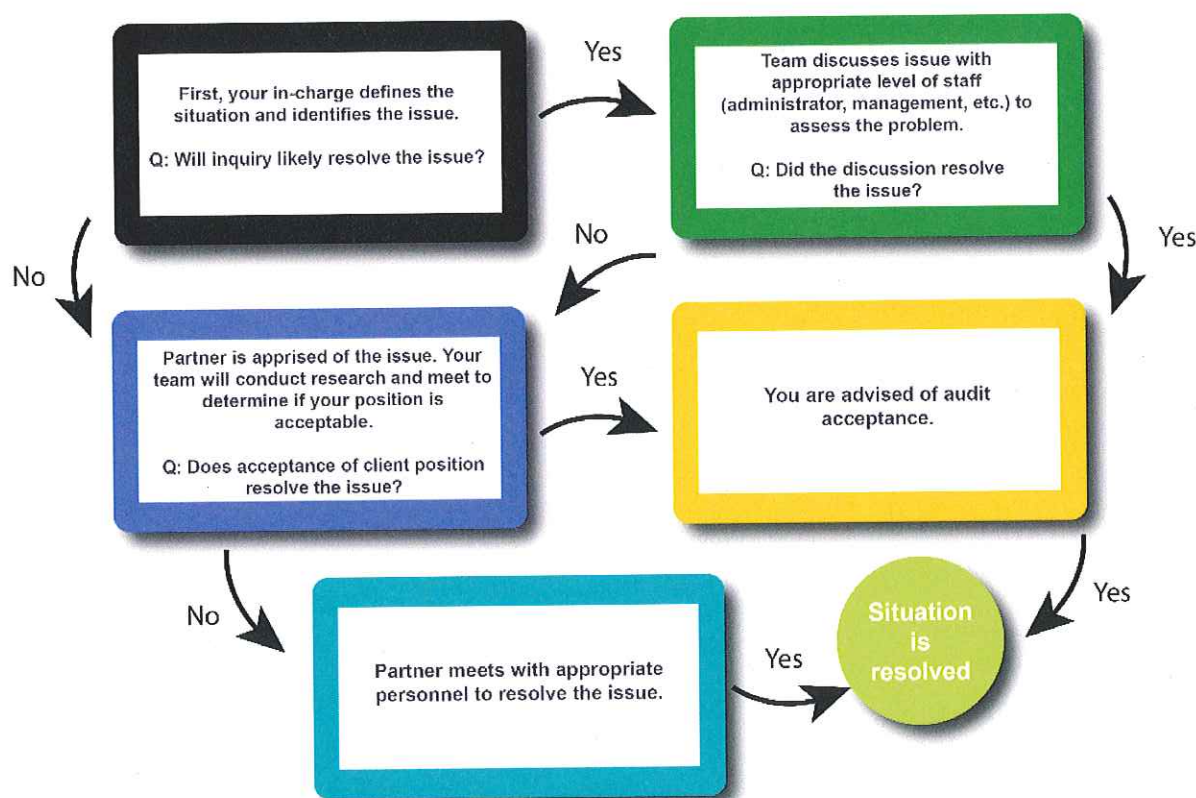 First, your in-charge defines the
situation and identifies the issue.
Q: Will inquiry likely resolve the issue?
Yes
Team discusses issue with
appropriate level of staff
(administrator, management, etc.) to
assess the problem.
Q: Did the discussion resolve
the issue?
No
No
Yes
Partner is apprised of the issue. Your
team will conduct research and meet to
determine if your position is
acceptable.
Q: Does acceptance of client position
resolve the issue?
Yes
You are advised of audit
acceptance.
No
Partner meets with appropriate
personnel to resolve the issue.
Yes
Situation
is
resolved
Yes